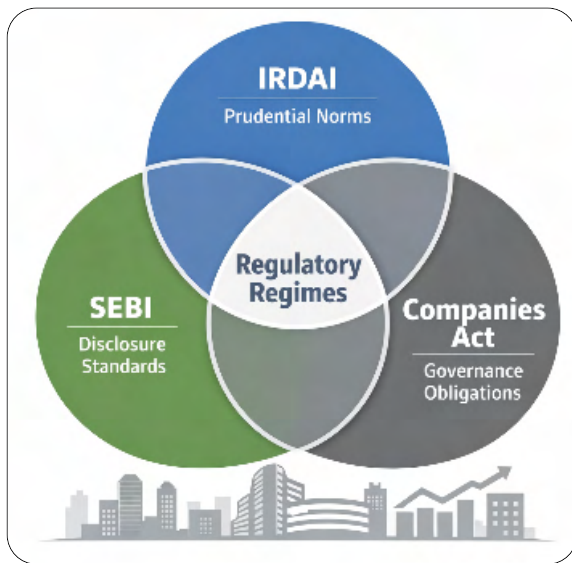 IRDAI
Prudential Norms
Regulatory
Regimes
SEBI
Disclosure
Standards
Companies
Act
Governance
Obligations